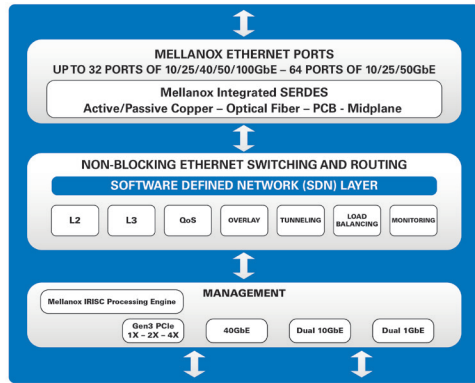 MELLANOX ETHERNET PORTS
UP TO 32 PORTS OF 10/25/40/50/100GbE – 64 PORTS OF 10/25/50GbE
Mellanox Integrated SERDES
Active/Passive Copper – Optical Fiber – PCB - Midplane
NON-BLOCKING ETHERNET SWITCHING AND ROUTING
SOFTWARE DEFINED NETWORK (SDN) LAYER
L2
L3
QoS
OVERLAY
TUNNELING
LOAD
BALANCING
MONITORING
MANAGEMENT
Mellanox IRISC Processing Engine
Gen3 PCIe
1X – 2X – 4X
40GbE
Dual 10GbE
Dual 1GbE